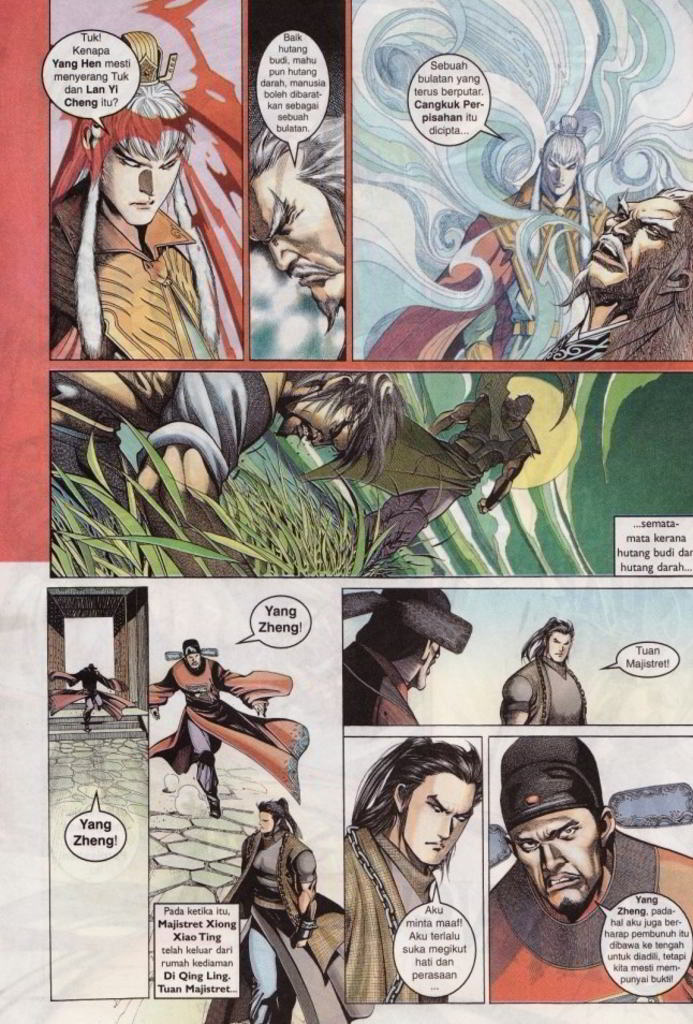 Tuk!
Kenapa
Yang Hen mesti
menyerang Tuk
dan Lan Yi
Cheng itu?
Baik
hutang
budi, mahu
pun hutang
darah, manusia
boleh dibarat-
kan sebagai
sebuah
bulatan.
Sebuah
bulatan yang
terus berputar.
Cangkuk Per-
pisahan itu
dicipta...
...semata-
mata kerana
hutang budi dan
hutang darah...
Yang
Zheng!
Yang
Zheng!
Pada ketika itu,
Majistret Xiong
Xiao Ting
telah keluar dari
rumah kediaman
Di Qing Ling.
Tuan Majistret...
Tuan
Majistret!
Aku
minta maaf!
Aku terlalu
suka megikut
hati dan
perasaan
...
Yang
Zheng, pada-
hal aku juga ber-
harap pembunuh itu
dibawa ke tengah
untuk diadili, tetapi
kita mesti mem-
punyai bukti!